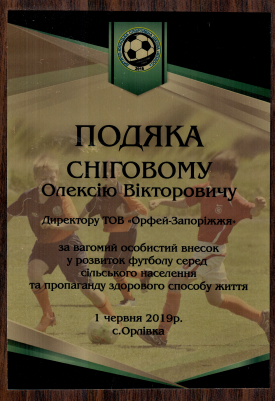 ПОДЯКА
СНІГОВОМУ
Олексію Вікторовичу
Директору ТОВ «Орфей-Запоріжжя»
за вагомий особистий внесок
у розвиток футболу серед
сільського населення
та пропаганду здорового способу життя
1 червня 2019р.
с.Орлівка